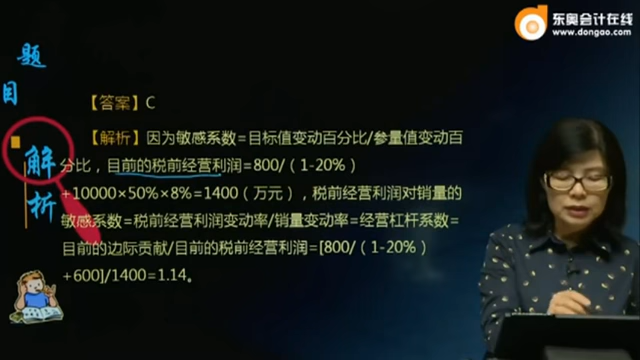 东奥会计在线
www.dongao.com
题目
解析
【答案】C
【解析】因为敏感系数=目标值变动百分比/参量值变动百
分比，目前的税前经营利润=800/（1-20%）
+10000×50%×8%=1400（万元），税前经营利润对销量的
敏感系数=税前经营利润变动率/销量变动率=经营杠杆系数=
目前的边际贡献/目前的税前经营利润=[800/（1-20%）
+600]/1400=1.14。